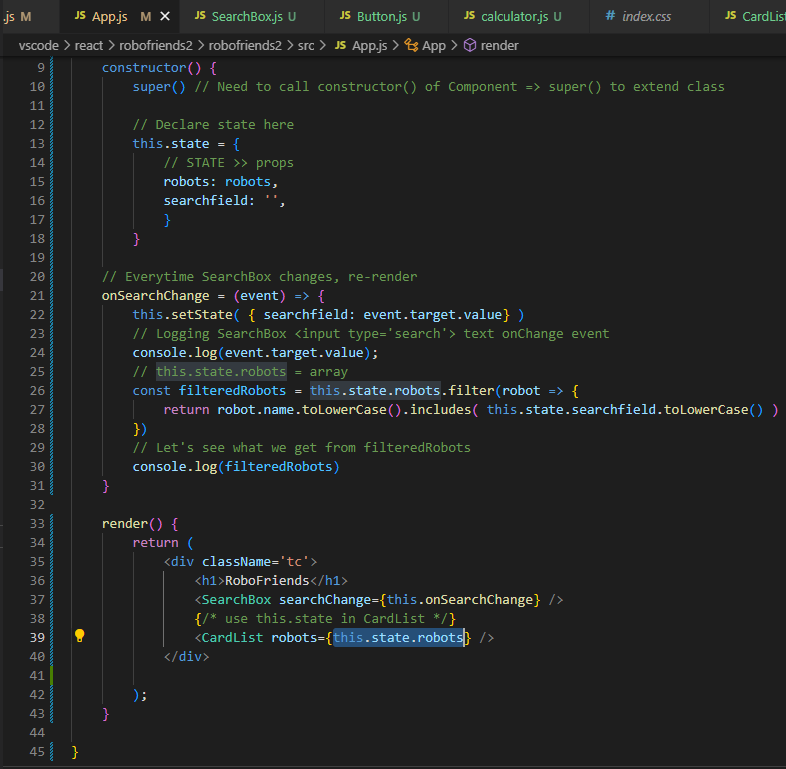 .js M JS App.js M × JS SearchBox.js U JS Button.js U JS calculator.js U # index.css JS CardList
vscode > react > robofriends2 > robofriends2 > src > JS App.js > App > render
9 constructor() {
10 super() // Need to call constructor() of Component => super() to extend class
11
12 // Declare state here
13 this.state = {
14 // STATE >> props
15 robots: robots,
16 searchfield: '',
17 }
18 }
19
20 // Everytime SearchBox changes, re-render
21 onSearchChange = (event) => {
22 this.setState( { searchfield: event.target.value} )
23 // Logging SearchBox <input type='search'> text onChange event
24 console.log(event.target.value);
25 // this.state.robots = array
26 const filteredRobots = this.state.robots.filter(robot => {
27 return robot.name.toLowerCase().includes( this.state.searchfield.toLowerCase() )
28 })
29 // Let's see what we get from filteredRobots
30 console.log(filteredRobots)
31 }
32
33 render() {
34 return (
35 <div className='tc'>
36 <h1>RoboFriends</h1>
37 <SearchBox searchChange={this.onSearchChange} />
38 {/* use this.state in CardList */}
39 <CardList robots={this.state.robots} />
40 </div>
41
42 );
43 }
44
45 }